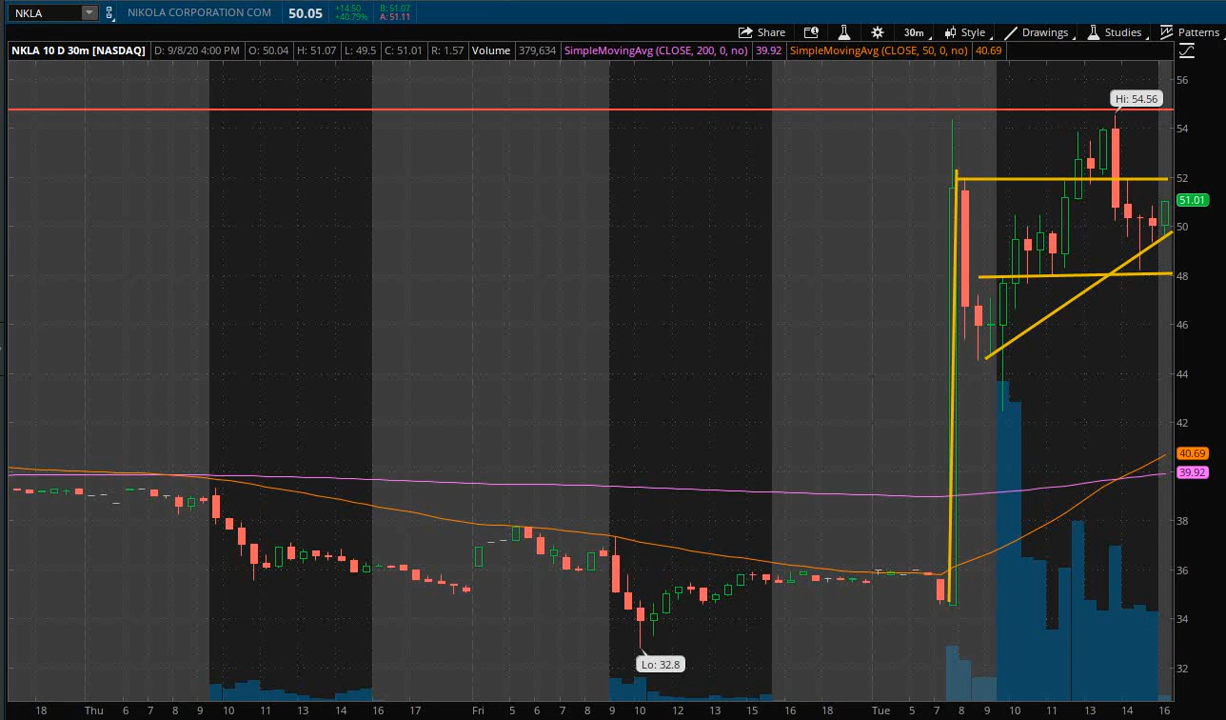 NKLA NIKOLA CORPORATION COM 50.05 +14.50 B: 51.07
+40.79% A: 51.11
Share 30m Style Drawings Studies Patterns
NKLA 10 D 30m [NASDAQ] D: 9/8/20 4:00 PM O: 50.04 H: 51.07 L: 49.5 C: 51.01 R: 1.57 Volume 379,634 SimpleMovingAvg (CLOSE, 200, 0, no) 39.92 SimpleMovingAvg (CLOSE, 50, 0, no) 40.69
56
Hi: 54.56
54
52
51.01
50
48
46
44
42
40.69
39.92
38
36
34
Lo: 32.8
32
18 Thu 6 7 8 9 10 11 13 14 16 17 Fri 5 6 7 8 9 10 12 13 16 18 Tue 5 7 8 9 10 11 13 14 16